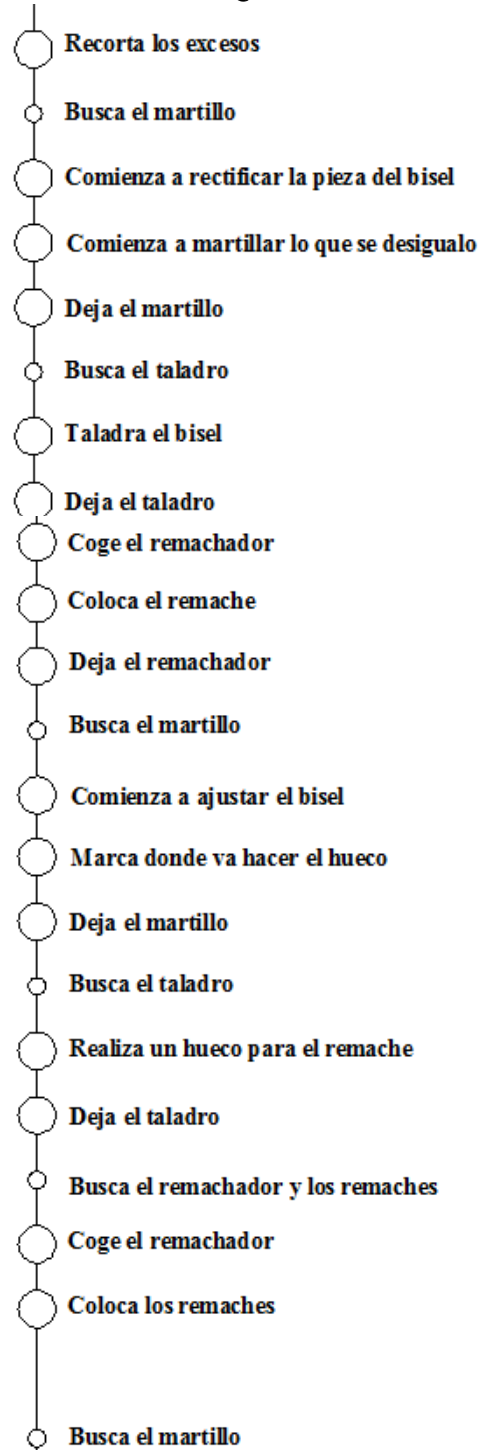 Recorta los excesos
Busca el martillo
Comienza a rectificar la pieza del bisel
Comienza a martillar lo que se desigualo
Deja el martillo
Busca el taladro
Taladra el bisel
Deja el taladro
Coge el remachador
Coloca el remache
Deja el remachador
Busca el martillo
Comienza a ajustar el bisel
Marca donde va hacer el hueco
Deja el martillo
Busca el taladro
Realiza un hueco para el remache
Deja el taladro
Busca el remachador y los remaches
Coge el remachador
Coloca los remaches
Busca el martillo